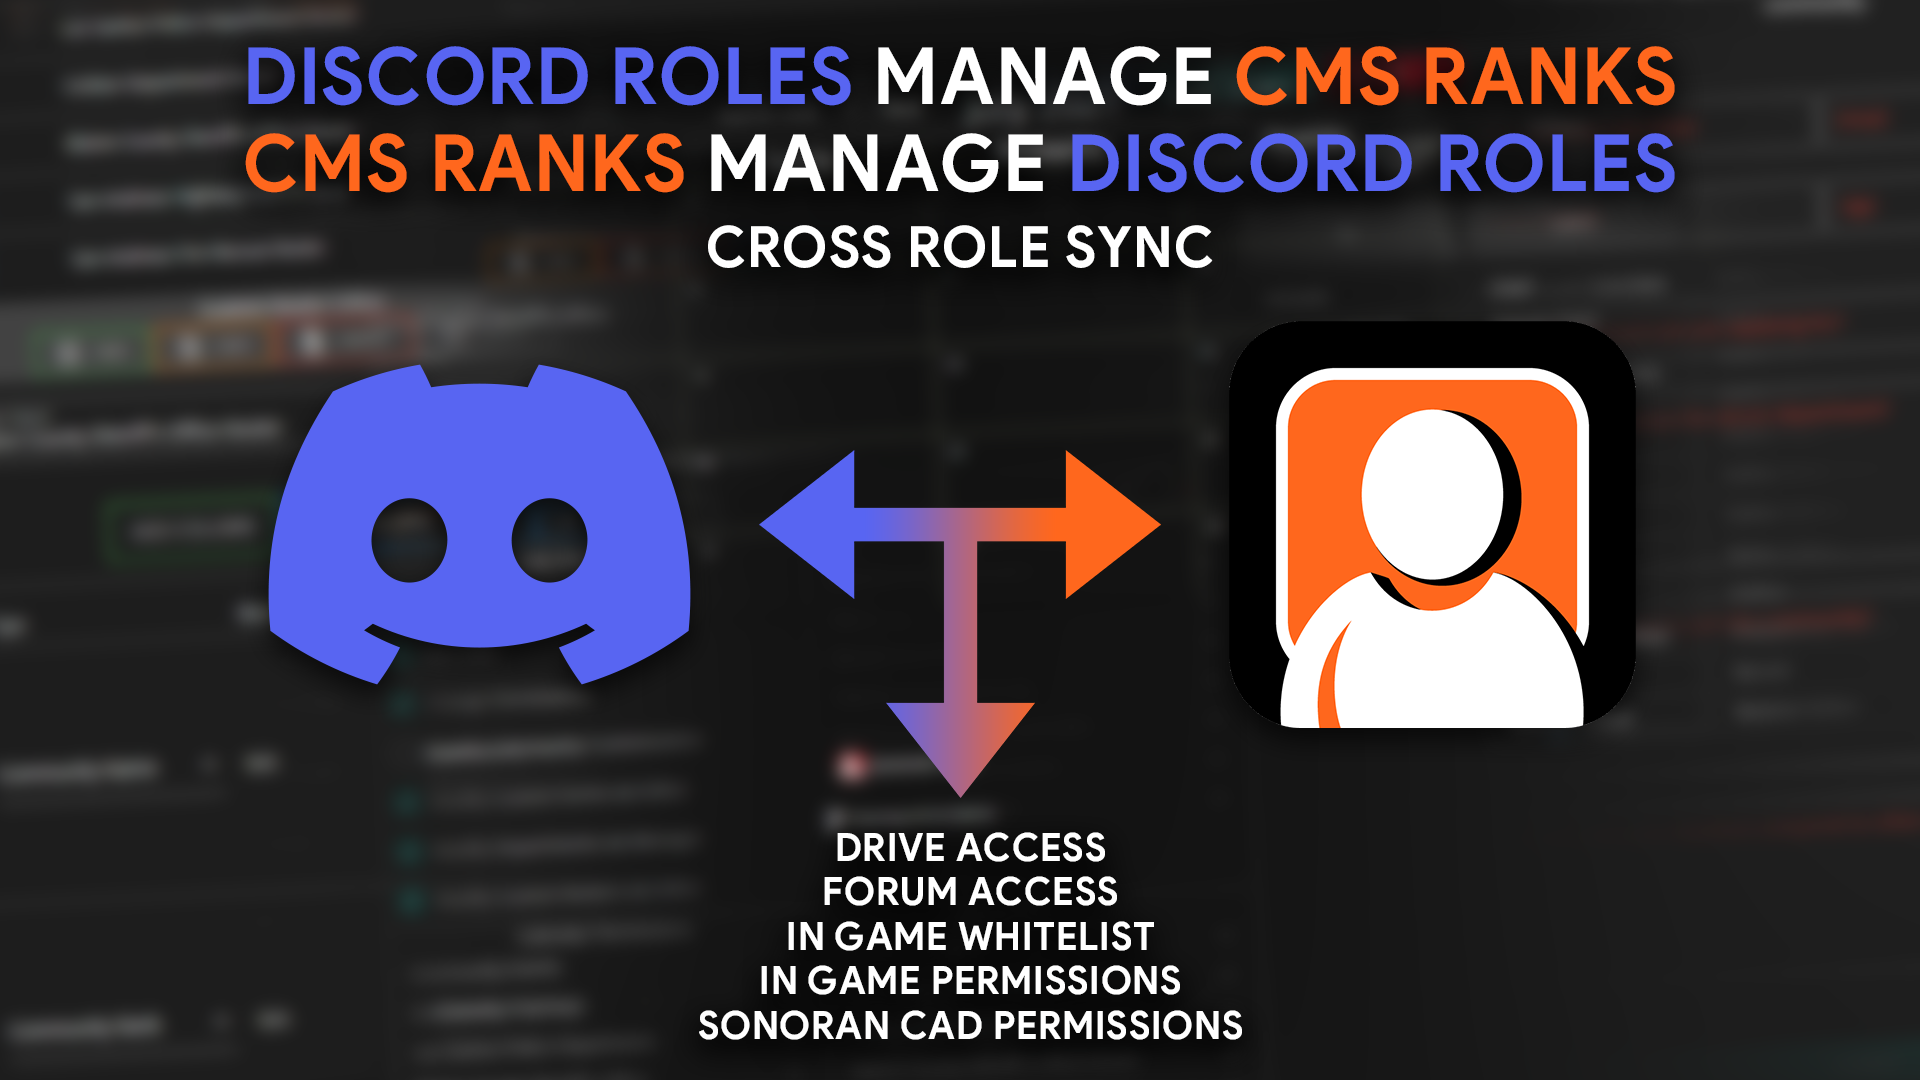 DISCORD ROLES MANAGE CMS RANKS
CMS RANKS MANAGE DISCORD ROLES
CROSS ROLE SYNC
DRIVE ACCESS
FORUM ACCESS
IN GAME WHITELIST
IN GAME PERMISSIONS
SONORAN CAD PERMISSIONS